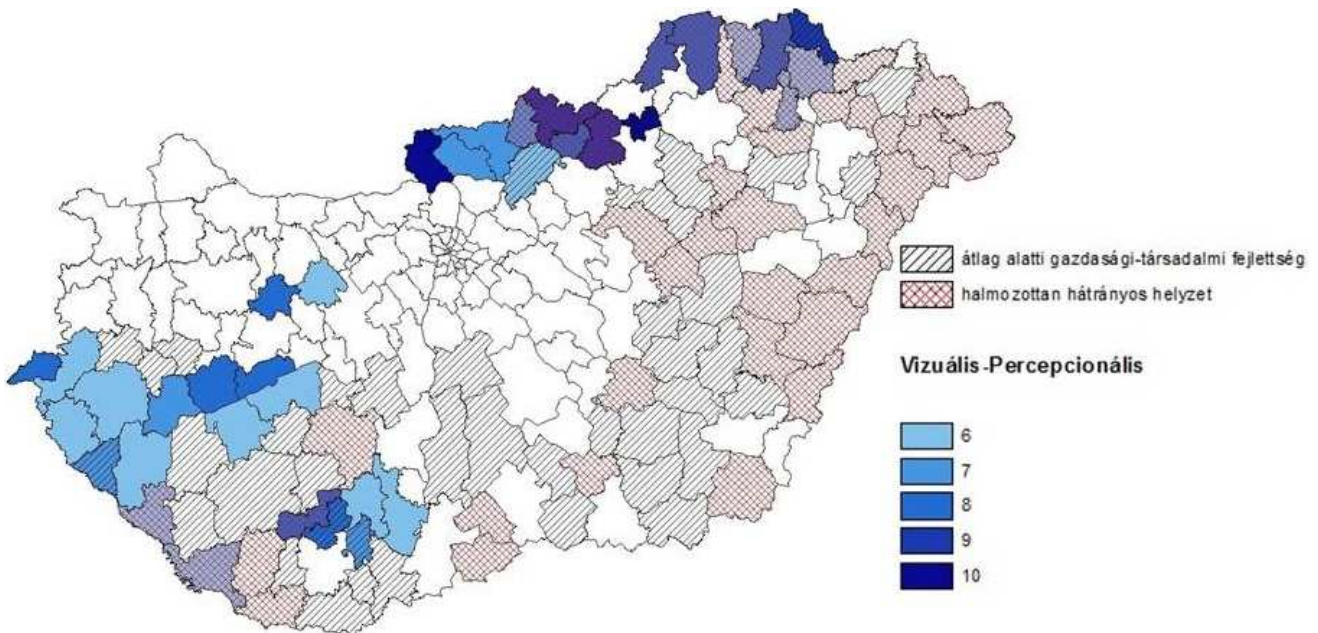 átlag alatti gazdasági-társadalmi fejlettség
halmozottan hátrányos helyzet
Vizuális-Percepcionális
6
7
8
9
10